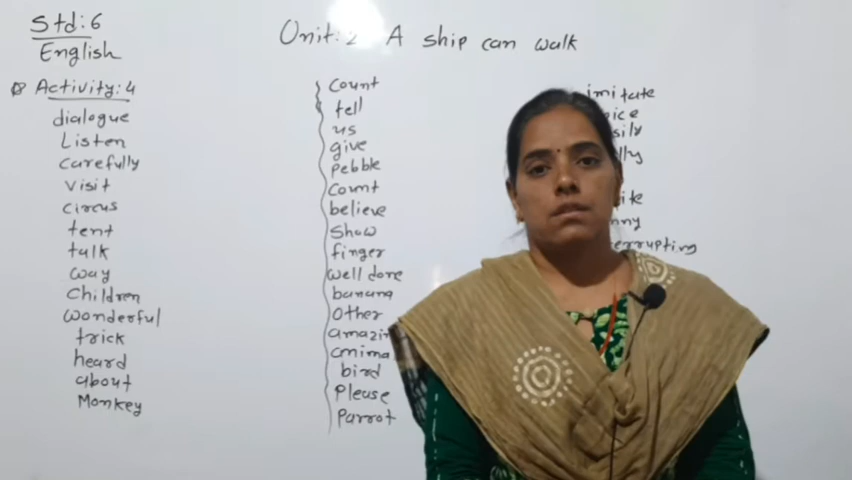 Std: 6
English
Unit: 2 A ship can walk
Activity: 4
dialogue
Listen
carefully
visit
circus
tent
talk
way
children
wonderful
trick
heard
about
Monkey
count
tell
us
give
pebble
count
believe
show
finger
well done
banana
other
amazin
anima
bird
Please
Parrot
imitate